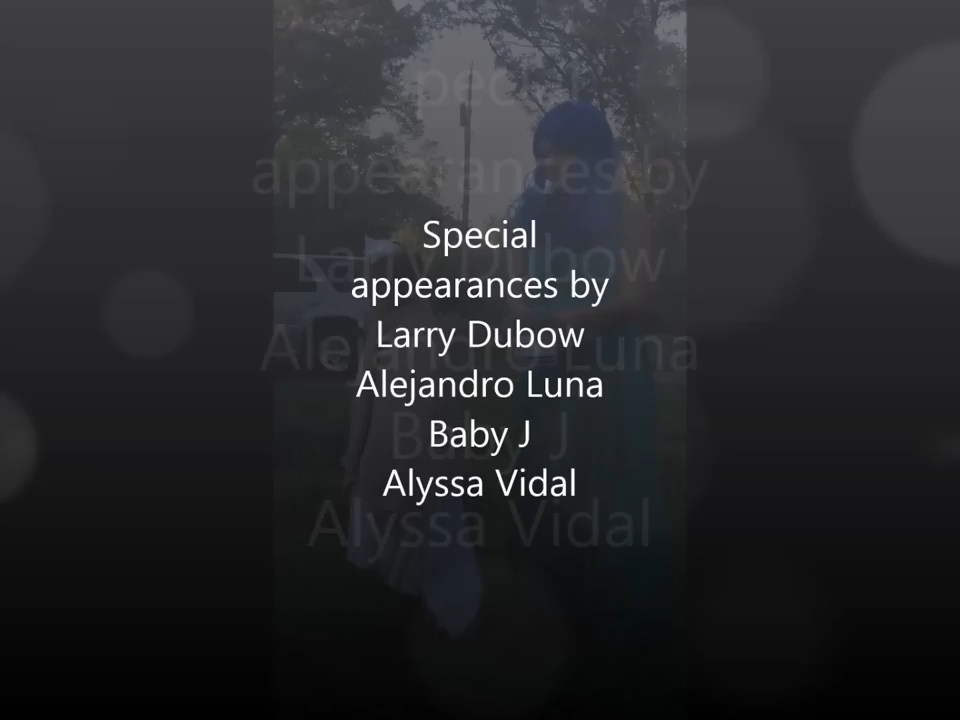 Special
appearances by
Larry Dubow
Alejandro Luna
Baby J
Alyssa Vidal